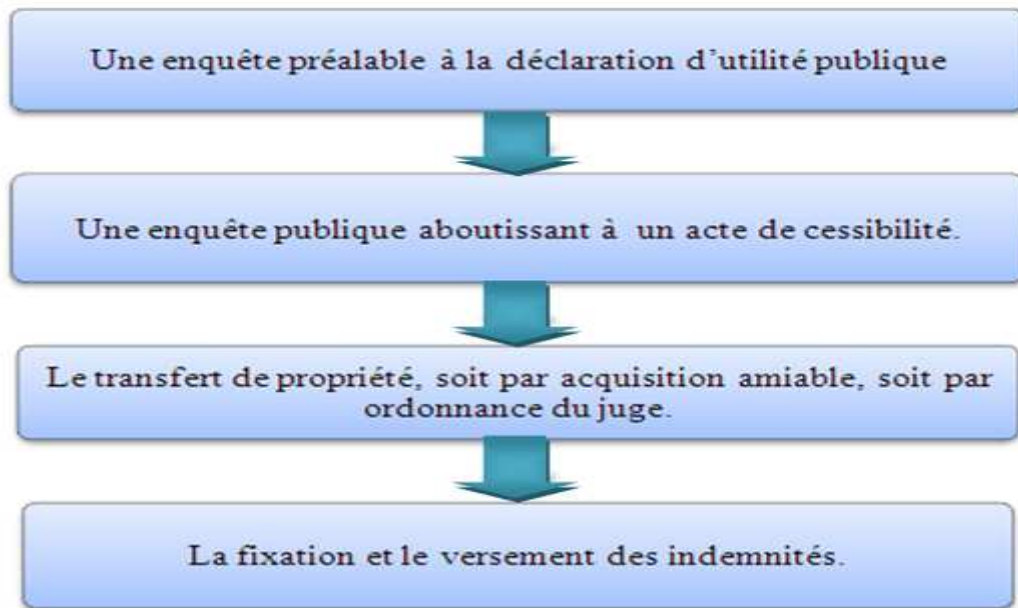 Une enquête préalable à la déclaration d’utilité publique
Une enquête publique aboutissant à un acte de cessibilité.
Le transfert de propriété, soit par acquisition amiable, soit par
ordonnance du juge.
La fixation et le versement des indemnités.